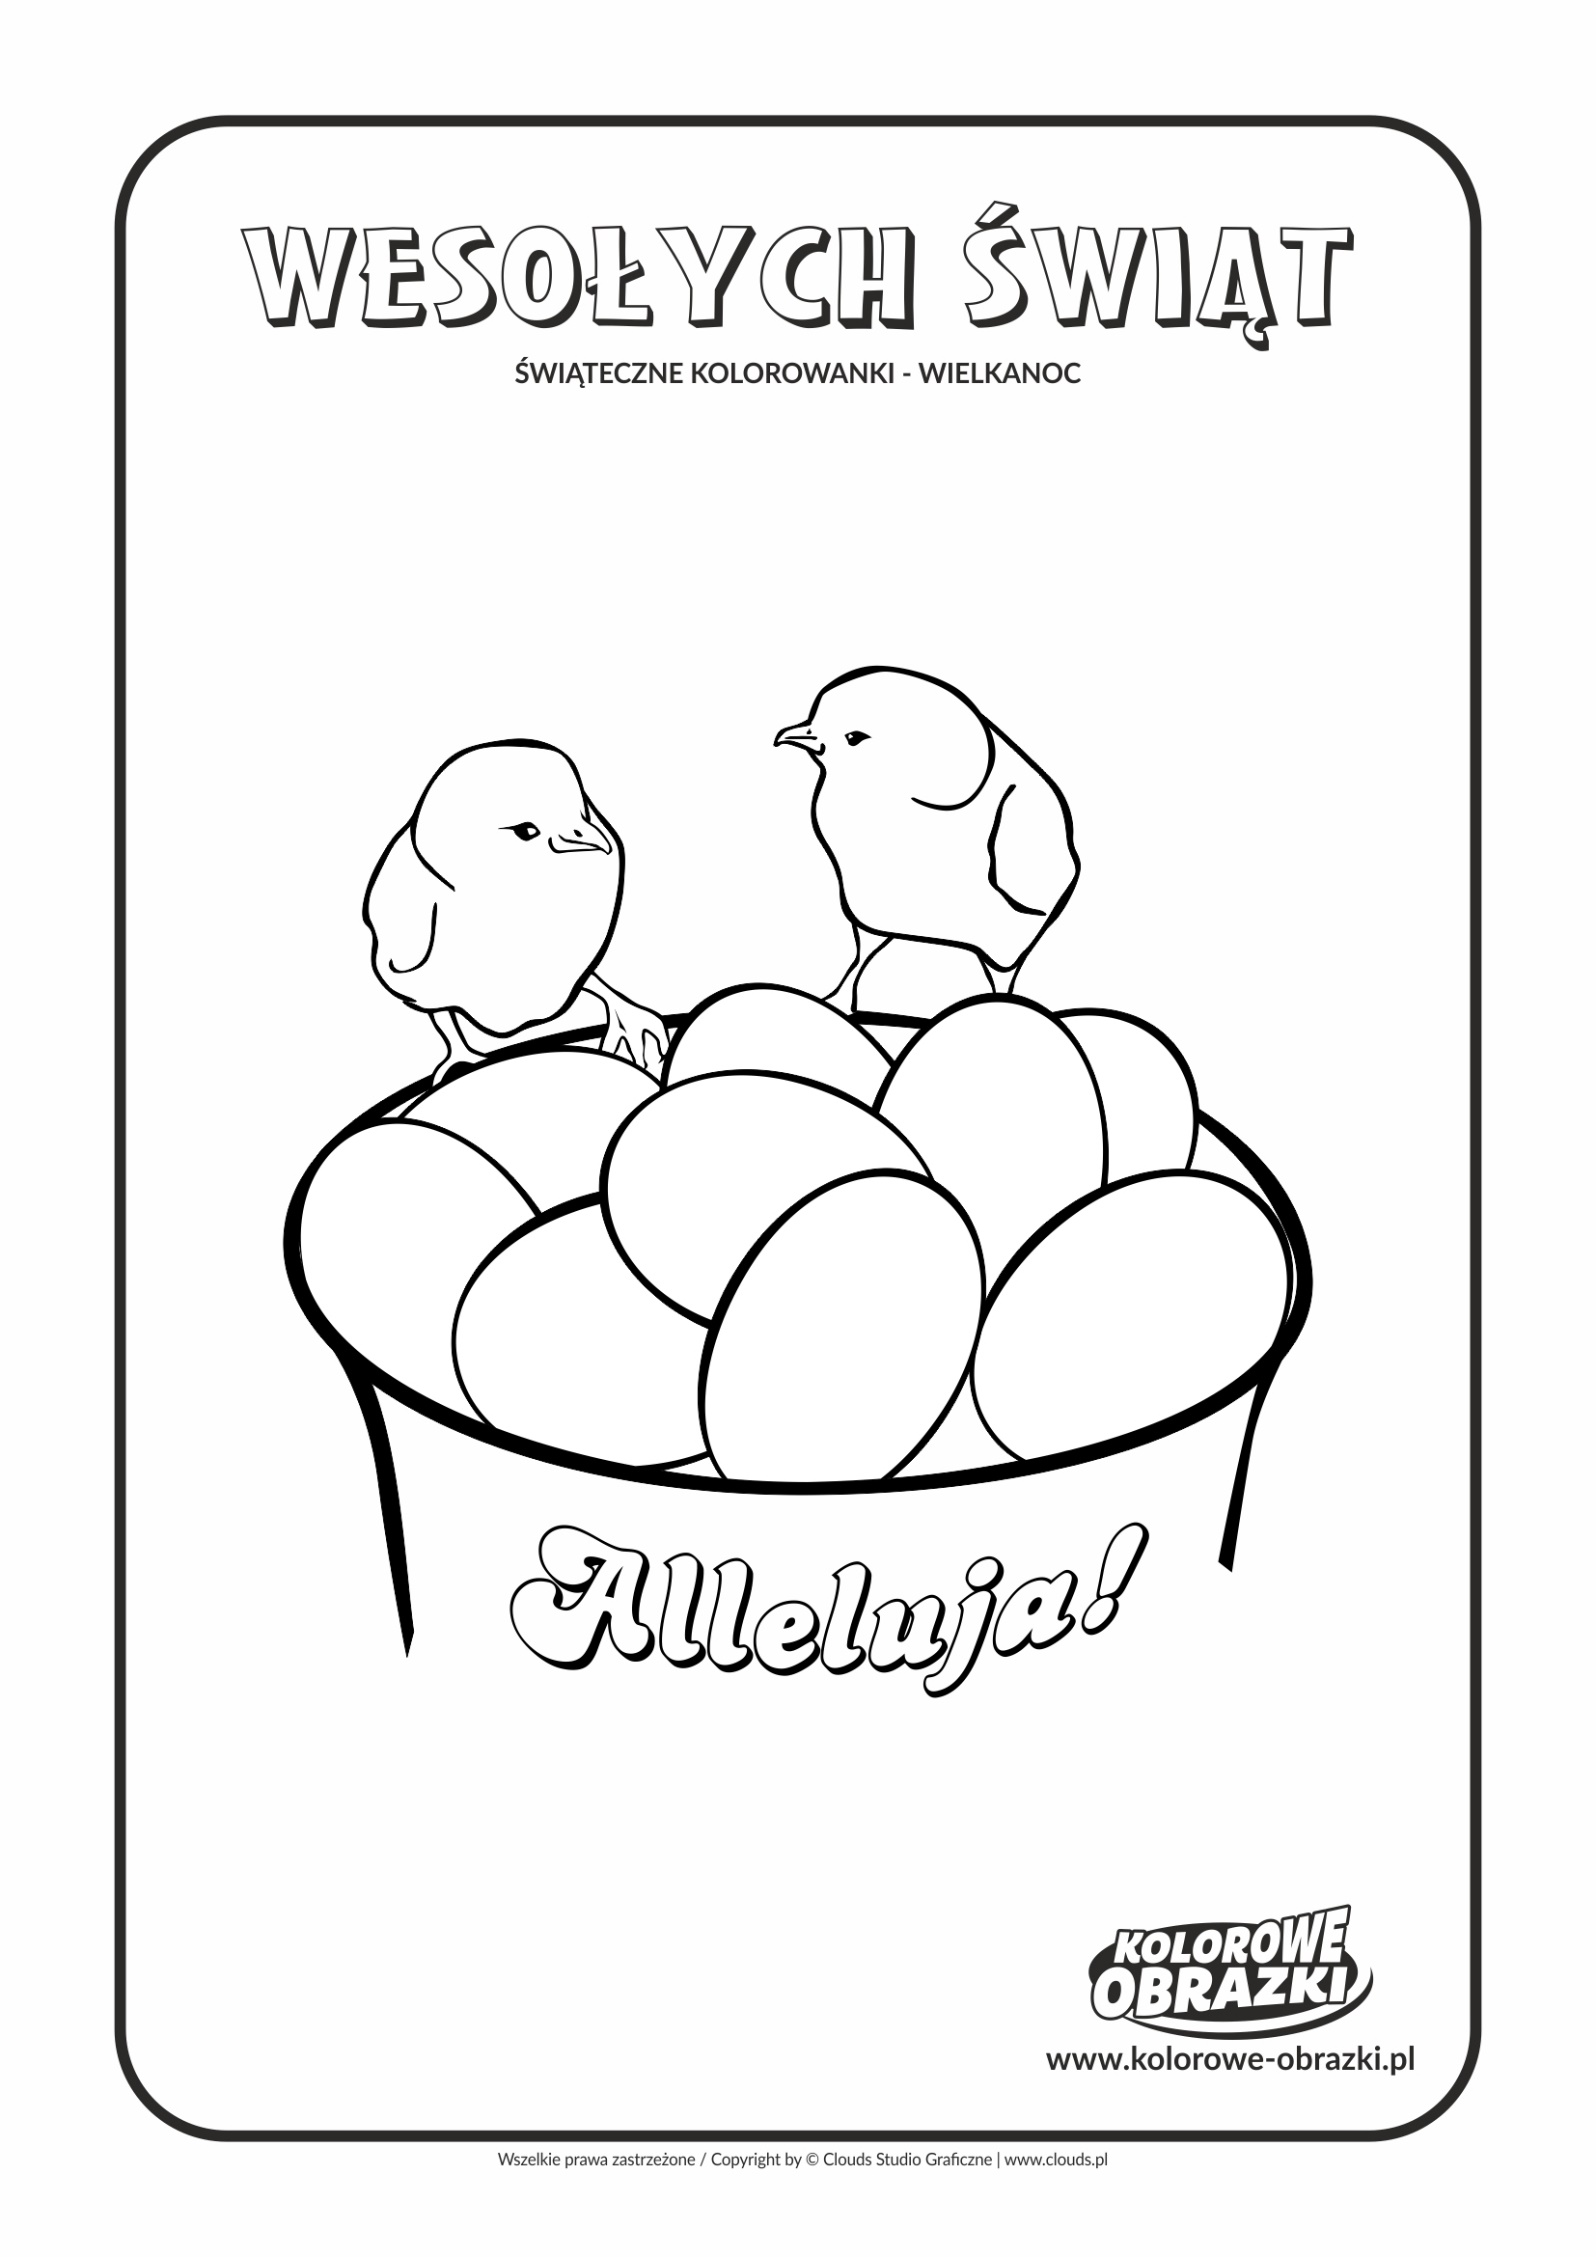 WESOŁYCH ŚWIĄT
ŚWIĄTECZNE KOLOROWANKI - WIELKANOC
Alleluja!
KOLOROWE
OBRAZKI
www.kolorowe-obrazki.pl
Wszelkie prawa zastrzeżone / Copyright by © Clouds Studio Graficzne | www.clouds.pl